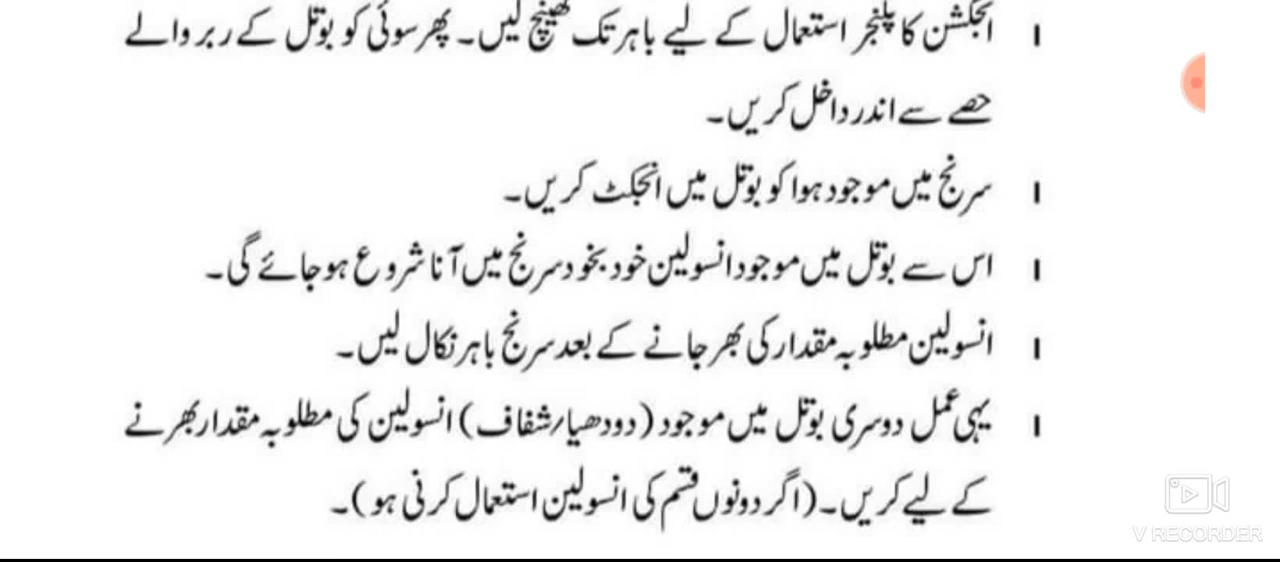 ا انجکشن کا پلنجر استعمال کے لیے باہر تک کھینچ لیں۔ پھر سوئی کو بوتل کے ربر والے
حصے سے اندر داخل کریں۔
ا سرنج میں موجود ہوا کو بوتل میں انجکٹ کریں۔
ا اس سے بوتل میں موجود انسولین خود بخود سرنج میں آنا شروع ہو جائے گی۔
ا انسولین مطلوبہ مقدار کی بھر جانے کے بعد سرنج باہر نکال لیں۔
ا یہی عمل دوسری بوتل میں موجود (دودھیا/شفاف) انسولین کی مطلوبہ مقدار بھرنے
کے لیے کریں۔ (اگر دونوں قسم کی انسولین استعمال کرنی ہو)۔
V RECORDER